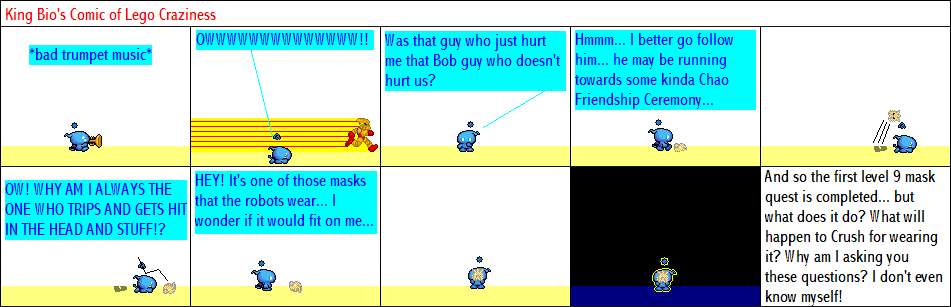 King Bio's Comic of Lego Craziness
*bad trumpet music*
OWWWWWWWWWWWWW!!
Was that guy who just hurt
me that Bob guy who doesn't
hurt us?
Hmmm... I better go follow
him... he may be running
towards some kinda Chao
Friendship Ceremony...
OW! WHY AM I ALWAYS THE
ONE WHO TRIPS AND GETS HIT
IN THE HEAD AND STUFF!?
HEY! It's one of those masks
that the robots wear... I
wonder if it would fit on me...
And so the first level 9 mask
quest is completed... but
what does it do? What will
happen to Crush for wearing
it? Why am I asking you
these questions? I don't even
know myself!